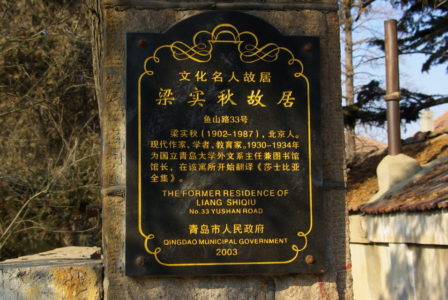 文化名人故居
梁实秋故居
鱼山路33号
梁实秋(1902-1987),北京人。
现代作家,学者,教育家。1930-1934年
为国立青岛大学外文系主任兼图书馆
馆长,在该寓所开始翻译《莎士比亚
全集》。
THE FORMER RESIDENCE OF
LIANG SHIQIU
No.33 YUSHAN ROAD
青岛市人民政府
QINGDAO MUNICIPAL GOVERNMENT
2003